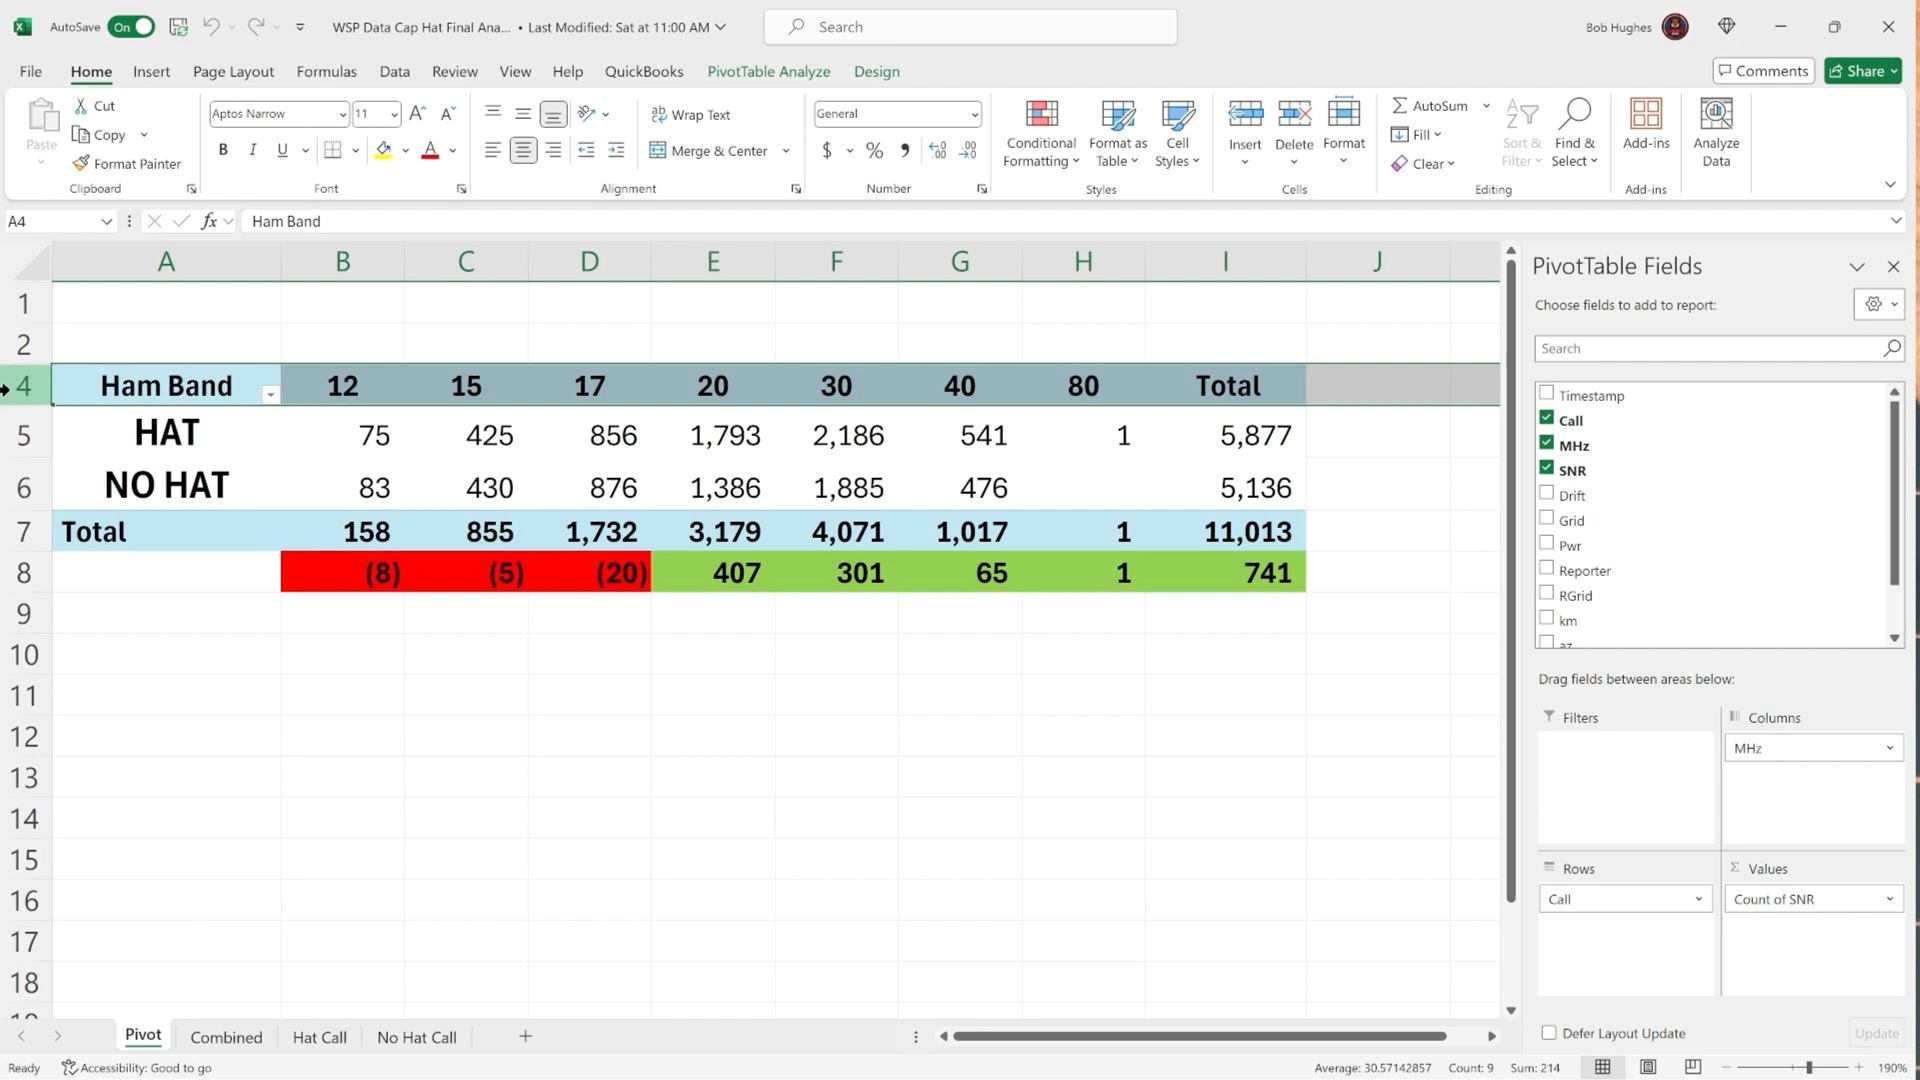 AutoSave On WSP Data Cap Hat Final Ana... • Last Modified: Sat at 11:00 AM Search Bob Hughes
File Home Insert Page Layout Formulas Data Review View Help QuickBooks PivotTable Analyze Design Comments Share
Paste Cut Copy Format Painter Clipboard
Aptos Narrow 11 A A B I U A Font
Wrap Text Merge & Center Alignment
General $ % Number
Conditional Formatting Format as Table Cell Styles Styles
Insert Delete Format Cells
AutoSum Fill Clear Sort & Filter Find & Select Editing
Add-ins Add-ins
Analyze Data
A4 fx Ham Band
A B C D E F G H I J
1
2
4 Ham Band 12 15 17 20 30 40 80 Total
5 HAT 75 425 856 1,793 2,186 541 1 5,877
6 NO HAT 83 430 876 1,386 1,885 476 5,136
7 Total 158 855 1,732 3,179 4,071 1,017 1 11,013
8 (8) (5) (20) 407 301 65 1 741
9
10
11
12
13
14
15
16
17
18
PivotTable Fields
Choose fields to add to report:
Search
Timestamp
Call
MHz
SNR
Drift
Grid
Pwr
Reporter
RGrid
km
az
Drag fields between areas below:
Filters Columns
MHz
Rows Values
Call Count of SNR
Defer Layout Update Update
Pivot Combined Hat Call No Hat Call
Ready Accessibility: Good to go Average: 30.57142857 Count: 9 Sum: 214 190%